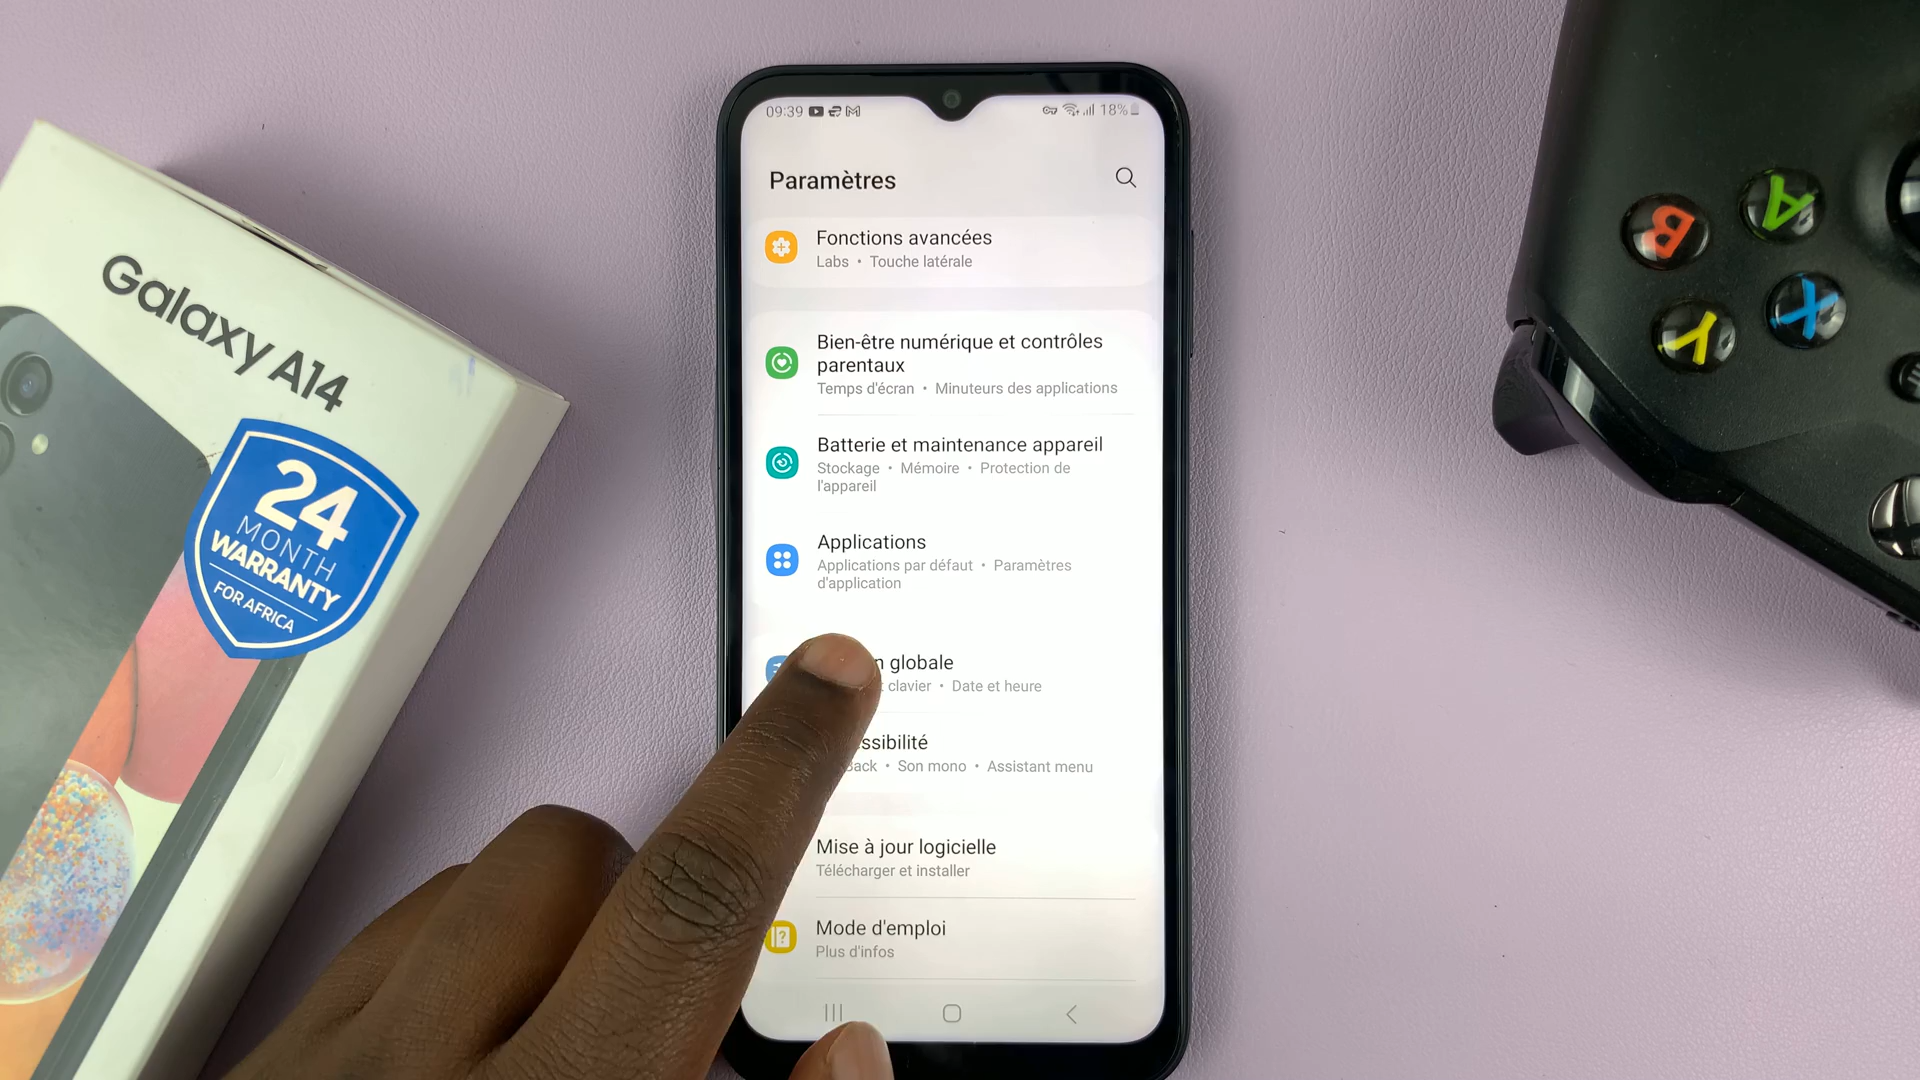 Galaxy A14
24
MONTH
WARRANTY
FOR AFRICA
09:39
18%
Paramètres
Fonctions avancées
Labs • Touche latérale
Bien-être numérique et contrôles
parentaux
Temps d'écran • Minuteurs des applications
Batterie et maintenance appareil
Stockage • Mémoire • Protection de
l'appareil
Applications
Applications par défaut • Paramètres
d'application
globale
clavier • Date et heure
Son mono • Assistant menu
Mise à jour logicielle
Télécharger et installer
Mode d'emploi
Plus d'infos
B
A
Y
X